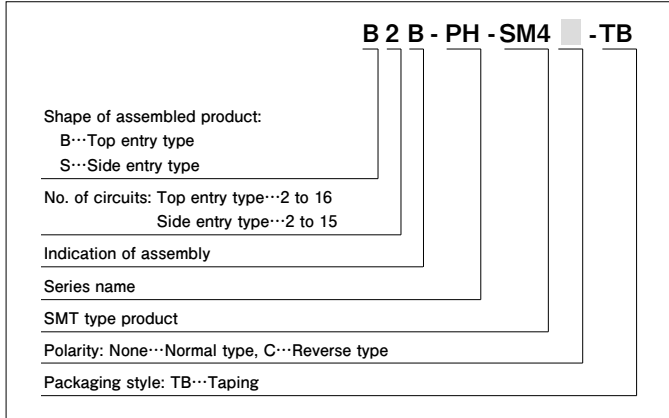 B 2 B - PH - SM4 - TB
Shape of assembled product:
B…Top entry type
S…Side entry type
No. of circuits: Top entry type…2 to 16
Side entry type…2 to 15
Indication of assembly
Series name
SMT type product
Polarity: None…Normal type, C…Reverse type
Packaging style: TB…Taping